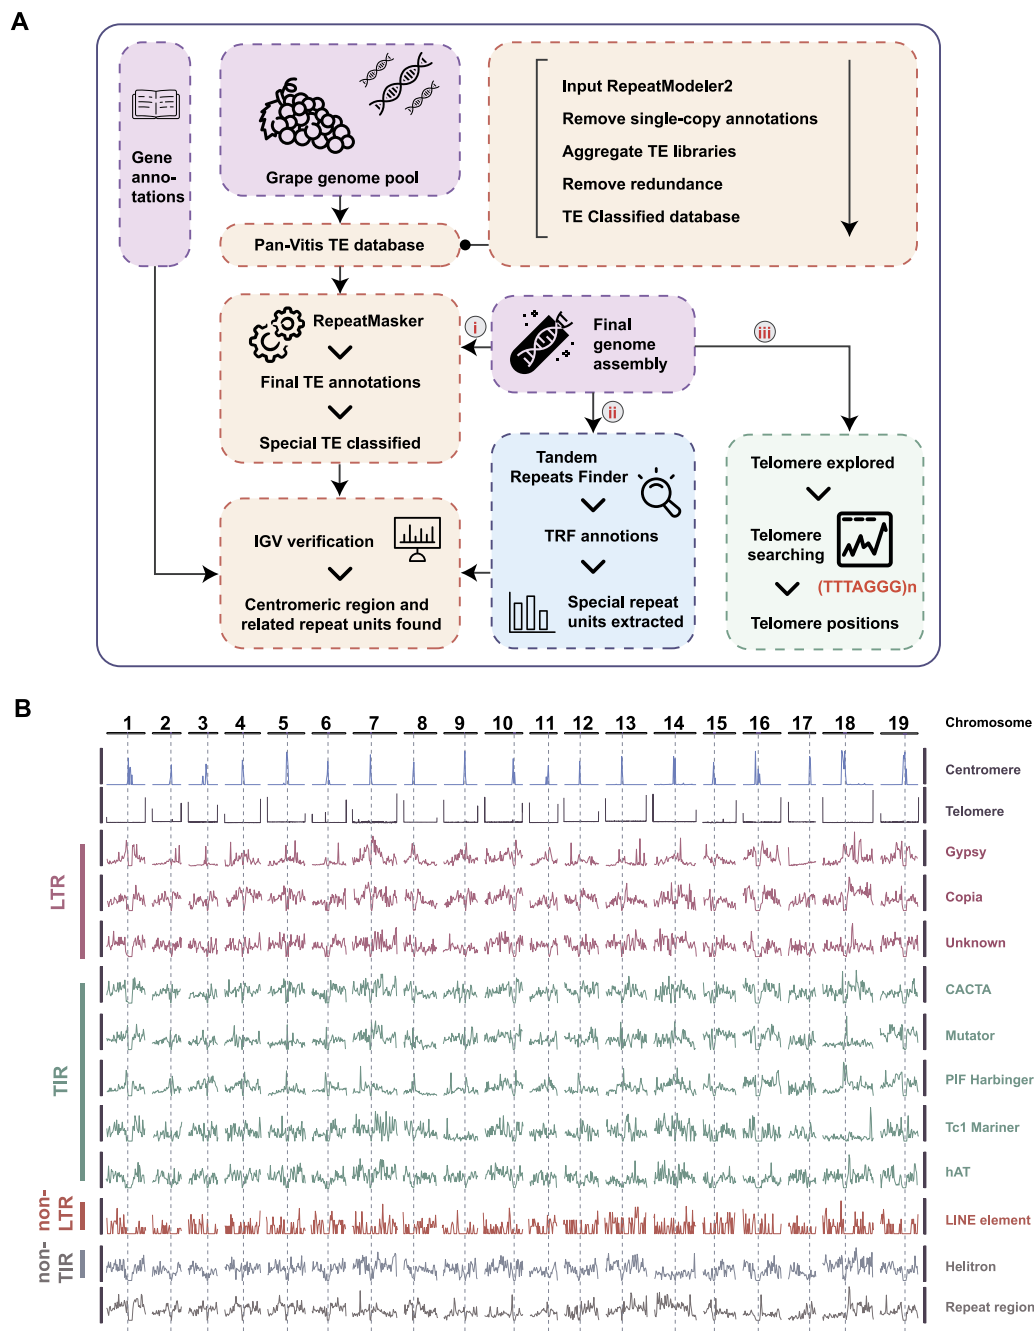 A
Gene
anno-
tations
Grape genome pool
Input RepeatModeler2
Remove single-copy annotations
Aggregate TE libraries
Remove redundance
TE Classified database
Pan-Vitis TE database
RepeatMasker
Final TE annotations
Special TE classified
i
Final
genome
assembly
iii
ii
IGV verification
Centromeric region and
related repeat units found
Tandem
Repeats Finder
TRF annotions
Special repeat
units extracted
Telomere explored
Telomere
searching
(TTTAGGG)n
Telomere positions
B
1 2 3 4 5 6 7 8 9 10 11 12 13 14 15 16 17 18 19 Chromosome
Centromere
Telomere
LTR
Gypsy
Copia
Unknown
TIR
CACTA
Mutator
PIF Harbinger
Tc1 Mariner
hAT
non-
LTR
LINE element
non-
TIR
Helitron
Repeat region